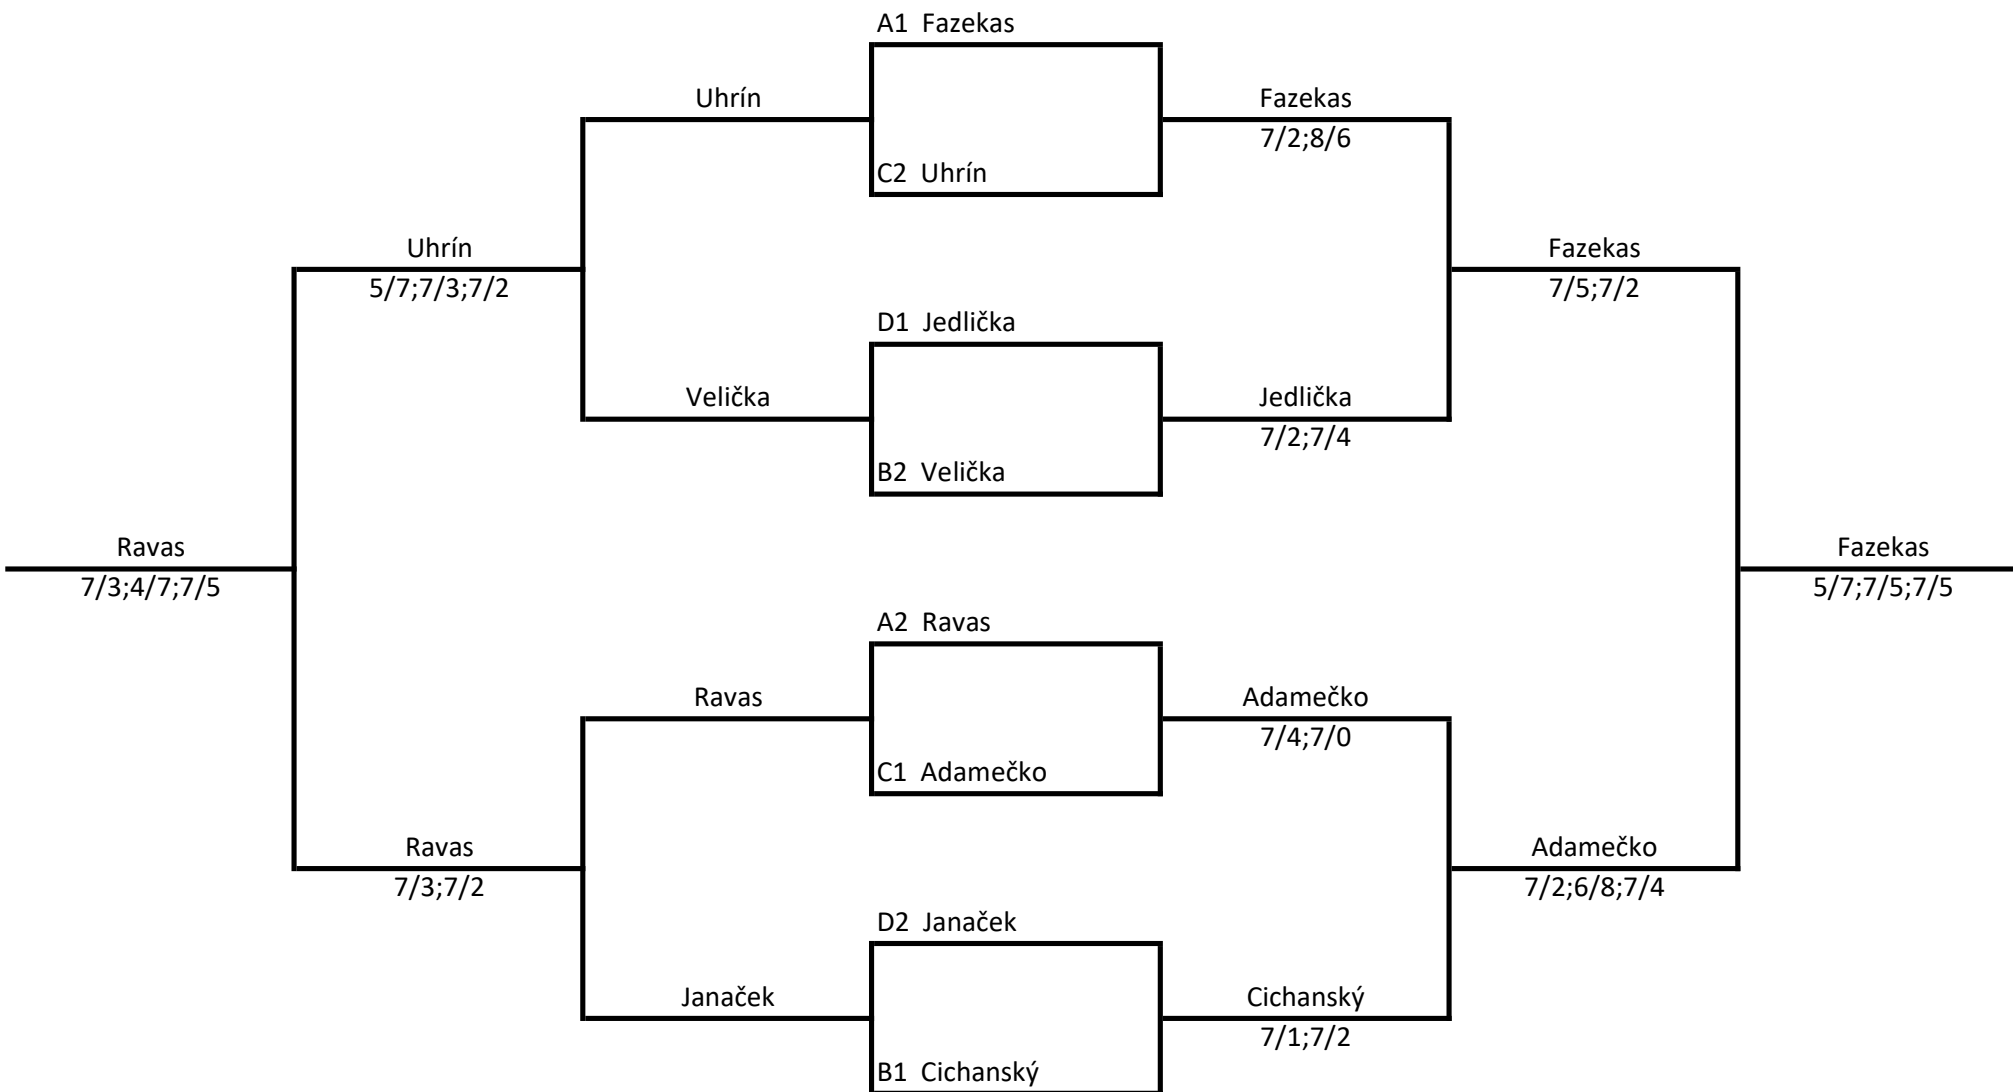 A1 Fazekas
Uhrín
Fazekas
7/2;8/6
C2 Uhrín
Uhrín
5/7;7/3;7/2
Fazekas
7/5;7/2
D1 Jedlička
Velička
Jedlička
7/2;7/4
B2 Velička
Ravas
7/3;4/7;7/5
Fazekas
5/7;7/5;7/5
A2 Ravas
Ravas
Adamečko
7/4;7/0
C1 Adamečko
Ravas
7/3;7/2
Adamečko
7/2;6/8;7/4
D2 Janaček
Janaček
Cichanský
7/1;7/2
B1 Cichanský